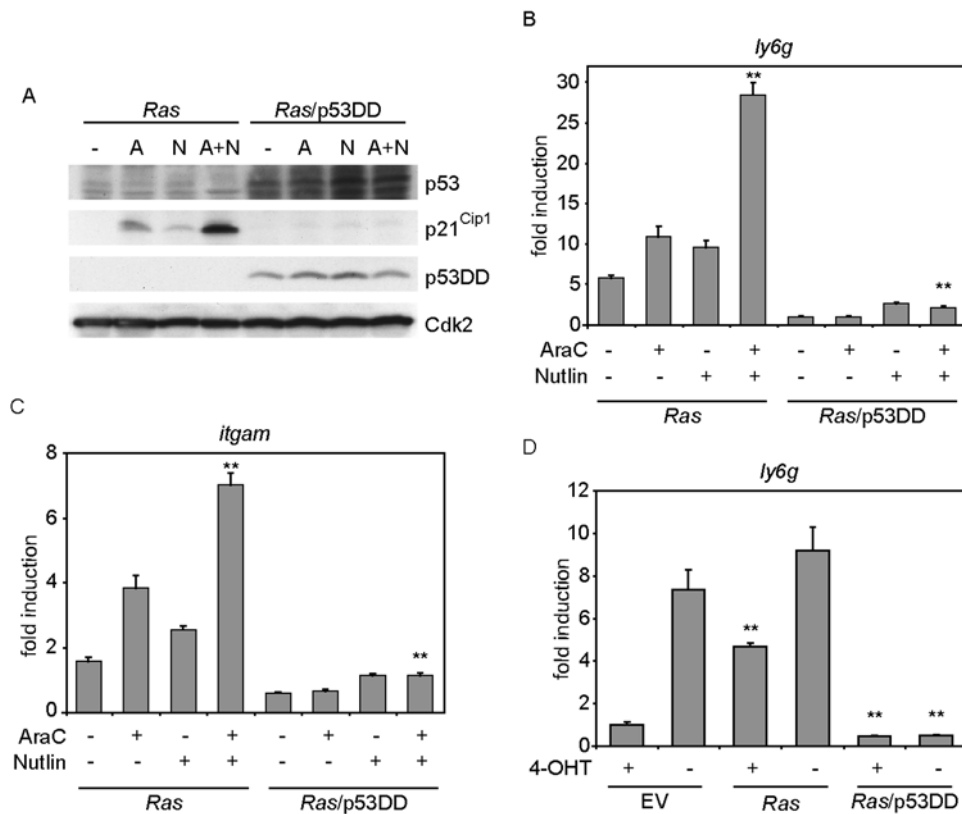 A
Ras Ras/p53DD
- A N A+N - A N A+N
p53
p21Cip1
p53DD
Cdk2
B
ly6g
fold induction
30
25
20
15
10
5
0
**
**
AraC - + - + - + - +
Nutlin - - + + - - + +
Ras Ras/p53DD
C
itgam
fold induction
8
6
4
2
0
**
**
AraC - + - + - + - +
Nutlin - - + + - - + +
Ras Ras/p53DD
D
ly6g
fold induction
12
10
8
6
4
2
0
**
** **
4-OHT + - + - + -
EV Ras Ras/p53DD